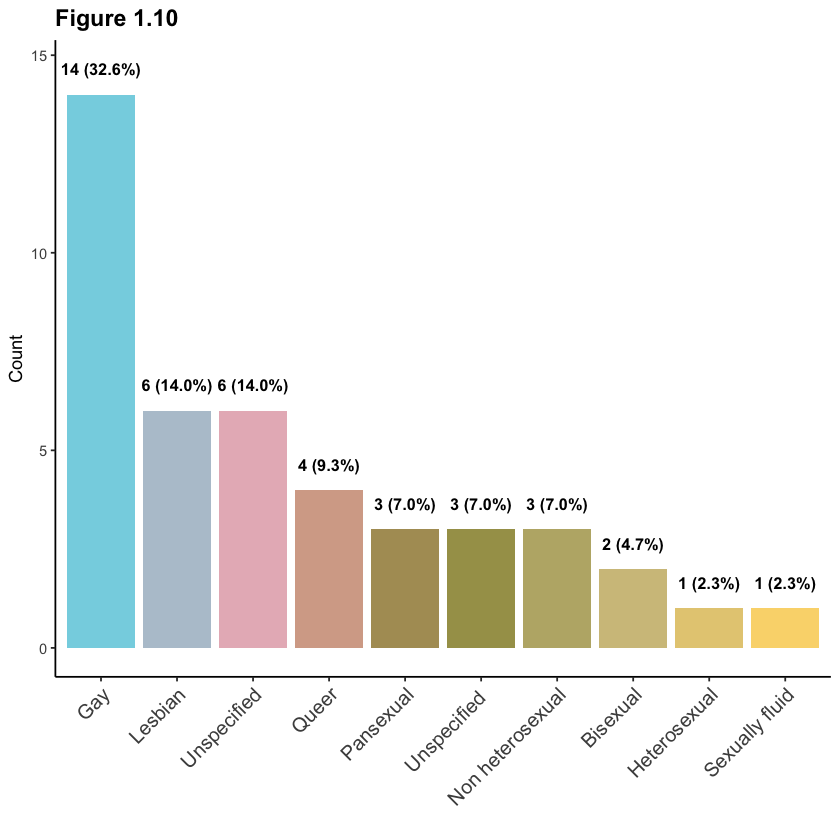 Figure 1.10
15
14 (32.6%)
10
Count
6 (14.0%) 6 (14.0%)
5
4 (9.3%)
3 (7.0%) 3 (7.0%) 3 (7.0%)
2 (4.7%)
1 (2.3%) 1 (2.3%)
0
Gay
Lesbian
Unspecified
Queer
Pansexual
Unspecified
Non heterosexual
Bisexual
Heterosexual
Sexually fluid